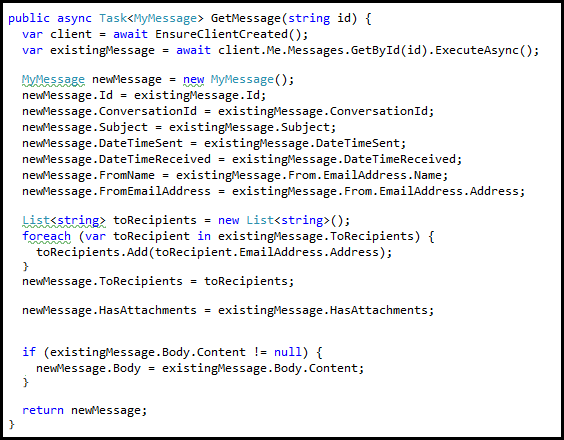 public async Task<MyMessage> GetMessage(string id) {
  var client = await EnsureClientCreated();
  var existingMessage = await client.Me.Messages.GetById(id).ExecuteAsync();

  MyMessage newMessage = new MyMessage();
  newMessage.Id = existingMessage.Id;
  newMessage.ConversationId = existingMessage.ConversationId;
  newMessage.Subject = existingMessage.Subject;
  newMessage.DateTimeSent = existingMessage.DateTimeSent;
  newMessage.DateTimeReceived = existingMessage.DateTimeReceived;
  newMessage.FromName = existingMessage.From.EmailAddress.Name;
  newMessage.FromEmailAddress = existingMessage.From.EmailAddress.Address;

  List<string> toRecipients = new List<string>();
  foreach (var toRecipient in existingMessage.ToRecipients) {
    toRecipients.Add(toRecipient.EmailAddress.Address);
  }
  newMessage.ToRecipients = toRecipients;

  newMessage.HasAttachments = existingMessage.HasAttachments;


  if (existingMessage.Body.Content != null) {
    newMessage.Body = existingMessage.Body.Content;
  }

  return newMessage;
}